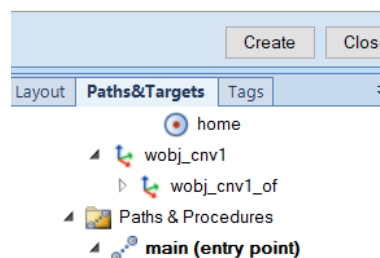 Create Clos
Layout Paths&Targets Tags
home
wobj_cnv1
wobj_cnv1_of
Paths & Procedures
main (entry point)